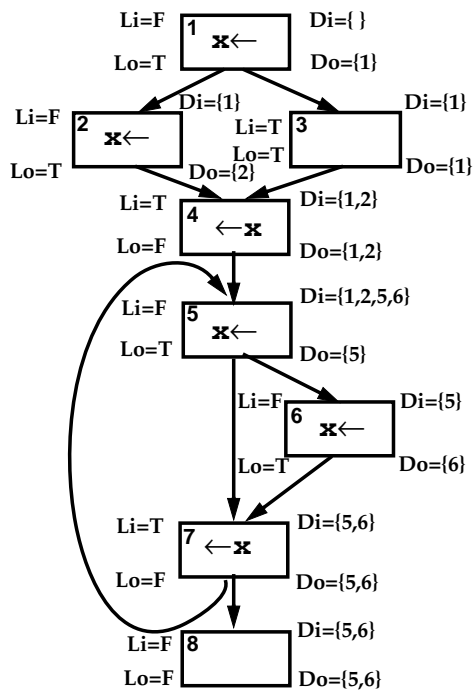 Li=F 1 Di={ }
x←
Lo=T Do={1}
Li=F 2 Di={1} Li=T 3 Di={1}
x←
Lo=T Do={2} Lo=T Do={1}
Li=T 4 Di={1,2}
←x
Lo=F Do={1,2}
Li=F 5 Di={1,2,5,6}
x←
Lo=T Do={5}
Li=F 6 Di={5}
x←
Lo=T Do={6}
Li=T 7 Di={5,6}
←x
Lo=F Do={5,6}
Li=F 8 Di={5,6}
Lo=F Do={5,6}